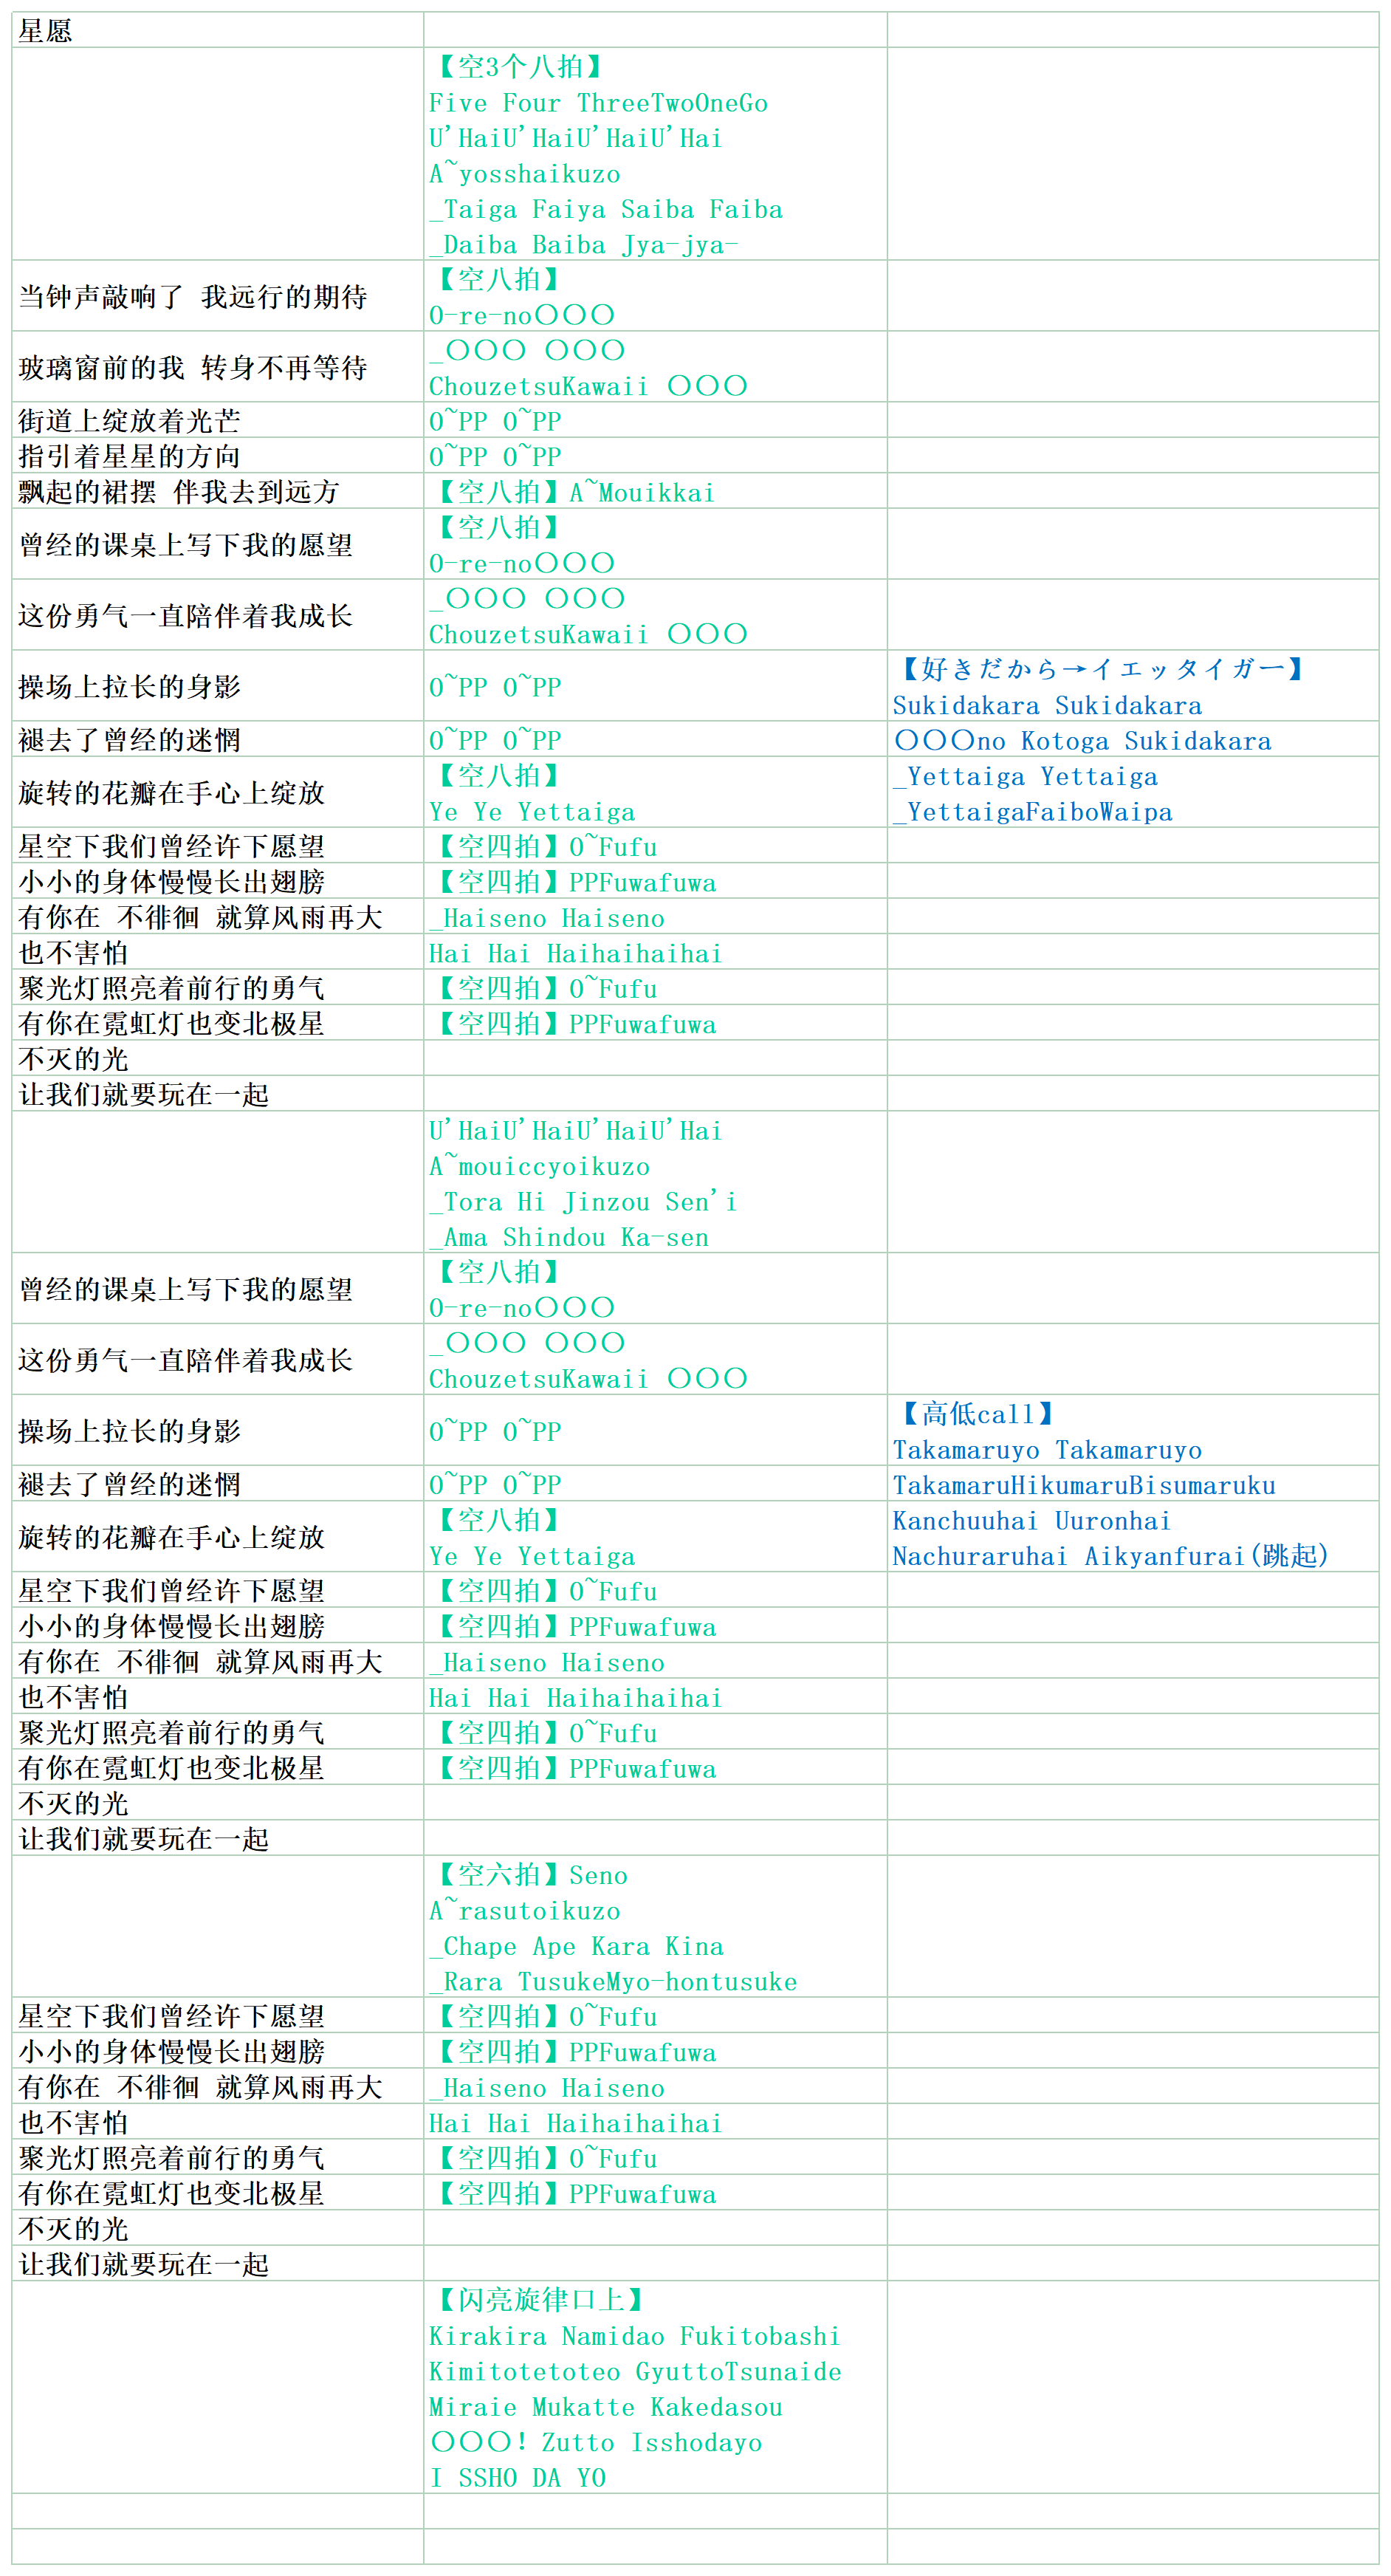 星愿
【空3个八拍】
Five Four ThreeTwoOneGo
U'HaiU'HaiU'HaiU'Hai
A~yosshaikuzo
_Taiga Faiya Saiba Faiba
_Daiba Baiba Jya-jya-
当钟声敲响了 我远行的期待
【空八拍】
O-re-no〇〇〇
玻璃窗前的我 转身不再等待
_〇〇〇 〇〇〇
ChouzetsuKawaii 〇〇〇
街道上绽放着光芒
O~PP O~PP
指引着星星的方向
O~PP O~PP
飘起的裙摆 伴我去到远方
【空八拍】A~Mouikkai
曾经的课桌上写下我的愿望
【空八拍】
O-re-no〇〇〇
这份勇气一直陪伴着我成长
_〇〇〇 〇〇〇
ChouzetsuKawaii 〇〇〇
操场上拉长的身影
O~PP O~PP
【好きだから→イエッタイガー】
Sukidakara Sukidakara
褪去了曾经的迷惘
O~PP O~PP
〇〇〇no Kotoga Sukidakara
旋转的花瓣在手心上绽放
【空八拍】
Ye Ye Yettaiga
_Yettaiga Yettaiga
_YettaigaFaiboWaipa
星空下我们曾经许下愿望
【空四拍】O~Fufu
小小的身体慢慢长出翅膀
【空四拍】PPFuwafuwa
有你在 不徘徊 就算风雨再大
_Haiseno Haiseno
也不害怕
Hai Hai Haihaihaihai
聚光灯照亮着前行的勇气
【空四拍】O~Fufu
有你在霓虹灯也变北极星
【空四拍】PPFuwafuwa
不灭的光
让我们就要玩在一起
U'HaiU'HaiU'HaiU'Hai
A~mouiccyoikuzo
_Tora Hi Jinzou Sen'i
_Ama Shindou Ka-sen
曾经的课桌上写下我的愿望
【空八拍】
O-re-no〇〇〇
这份勇气一直陪伴着我成长
_〇〇〇 〇〇〇
ChouzetsuKawaii 〇〇〇
操场上拉长的身影
O~PP O~PP
【高低call】
Takamaruyo Takamaruyo
褪去了曾经的迷惘
O~PP O~PP
TakamaruHikumaruBisumaruku
旋转的花瓣在手心上绽放
【空八拍】
Ye Ye Yettaiga
Kanchuuhai Uuronhai
Nachuraruhai Aikyanfurai(跳起)
星空下我们曾经许下愿望
【空四拍】O~Fufu
小小的身体慢慢长出翅膀
【空四拍】PPFuwafuwa
有你在 不徘徊 就算风雨再大
_Haiseno Haiseno
也不害怕
Hai Hai Haihaihaihai
聚光灯照亮着前行的勇气
【空四拍】O~Fufu
有你在霓虹灯也变北极星
【空四拍】PPFuwafuwa
不灭的光
让我们就要玩在一起
【空六拍】Seno
A~rasutoikuzo
_Chape Ape Kara Kina
_Rara TusukeMyo-hontusuke
星空下我们曾经许下愿望
【空四拍】O~Fufu
小小的身体慢慢长出翅膀
【空四拍】PPFuwafuwa
有你在 不徘徊 就算风雨再大
_Haiseno Haiseno
也不害怕
Hai Hai Haihaihaihai
聚光灯照亮着前行的勇气
【空四拍】O~Fufu
有你在霓虹灯也变北极星
【空四拍】PPFuwafuwa
不灭的光
让我们就要玩在一起
【闪亮旋律口上】
Kirakira Namidao Fukitobashi
Kimitotetoteo GyuttoTsunaide
Miraie Mukatte Kakedasou
〇〇〇！Zutto Isshodayo
I SSHO DA YO